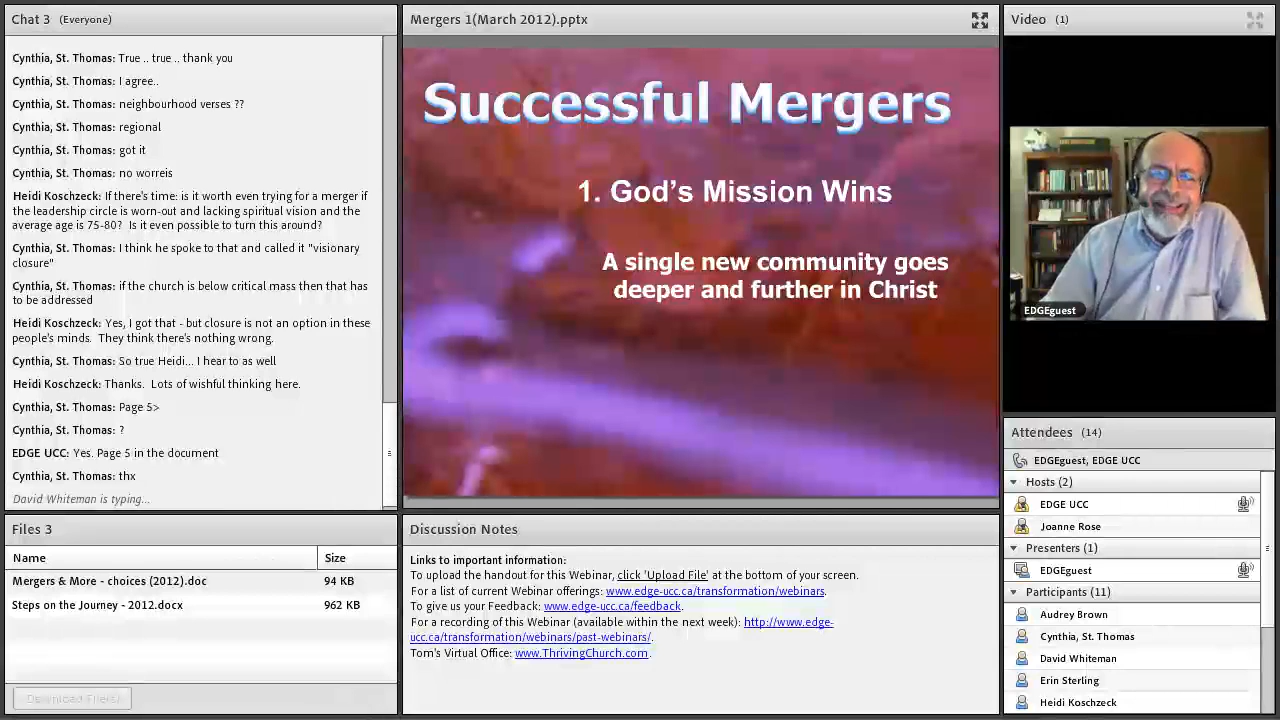 Chat 3 (Everyone)
Cynthia, St. Thomas: True .. true .. thank you
Cynthia, St. Thomas: I agree..
Cynthia, St. Thomas: neighbourhood verses ??
Cynthia, St. Thomas: regional
Cynthia, St. Thomas: got it
Cynthia, St. Thomas: no worreis
Heidi Koschzeck: If there's time: is it worth even trying for a merger if
the leadership circle is worn-out and lacking spiritual vision and the
average age is 75-80? Is it even possible to turn this around?
Cynthia, St. Thomas: I think he spoke to that and called it "visionary
closure"
Cynthia, St. Thomas: if the church is below critical mass then that has
to be addressed
Heidi Koschzeck: Yes, I got that - but closure is not an option in these
people's minds. They think there's nothing wrong.
Cynthia, St. Thomas: So true Heidi... I hear to as well
Heidi Koschzeck: Thanks. Lots of wishful thinking here.
Cynthia, St. Thomas: Page 5>
Cynthia, St. Thomas: ?
EDGE UCC: Yes. Page 5 in the document
Cynthia, St. Thomas: thx
David Whiteman is typing...
Files 3
Name Size
Mergers & More - choices (2012).doc 94 KB
Steps on the Journey - 2012.docx 962 KB
Download File(s)
Mergers 1(March 2012).pptx
Successful Mergers
1. God's Mission Wins
A single new community goes
deeper and further in Christ
Discussion Notes
Links to important information:
To upload the handout for this Webinar, click 'Upload File' at the bottom of your screen.
For a list of current Webinar offerings: www.edge-ucc.ca/transformation/webinars.
To give us your Feedback: www.edge-ucc.ca/feedback.
For a recording of this Webinar (available within the next week): http://www.edge-
ucc.ca/transformation/webinars/past-webinars/.
Tom's Virtual Office: www.ThrivingChurch.com.
Video (1)
EDGEguest
Attendees (14)
EDGEguest, EDGE UCC
Hosts (2)
EDGE UCC
Joanne Rose
Presenters (1)
EDGEguest
Participants (11)
Audrey Brown
Cynthia, St. Thomas
David Whiteman
Erin Sterling
Heidi Koschzeck